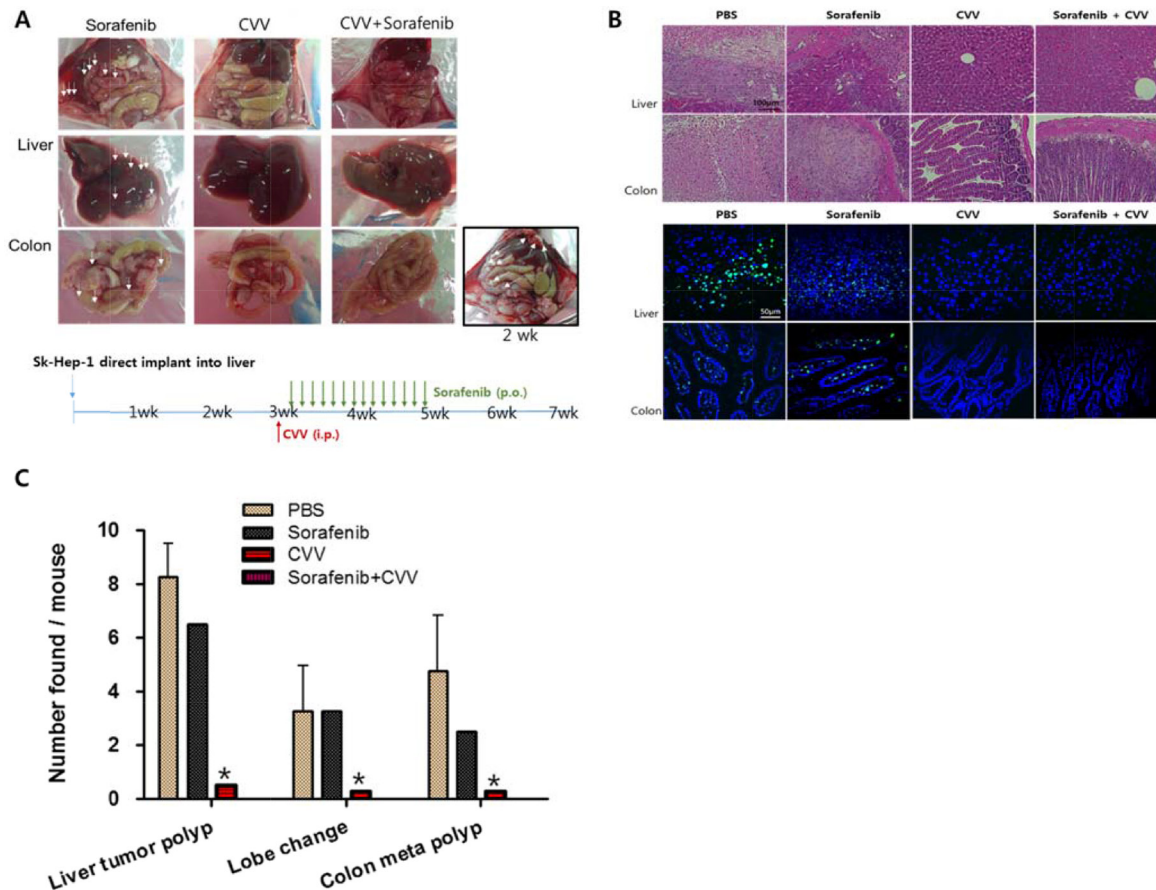 A
Sorafenib CVV CVV+Sorafenib
Liver
Colon
2 wk
Sk-Hep-1 direct implant into liver
Sorafenib (p.o.)
1wk 2wk 3wk 4wk 5wk 6wk 7wk
CVV (i.p.)
B
PBS Sorafenib CVV Sorafenib + CVV
Liver
100μm
Colon
PBS Sorafenib CVV Sorafenib + CVV
Liver
50μm
Colon
C
PBS
Sorafenib
CVV
Sorafenib+CVV
Number found / mouse
10
8
6
4
2
0
* * *
Liver tumor polyp
Lobe change
Colon meta polyp